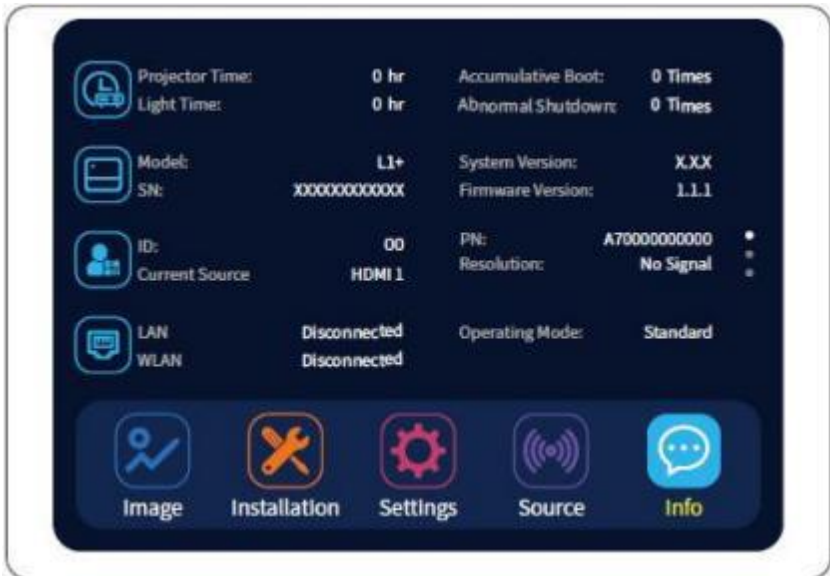 Projector Time: 0 hr Accumulative Boot: 0 Times
Light Time: 0 hr Abnormal Shutdown: 0 Times
Model: L1+ System Version: X.X.X
SN: XXXXXXXXXXXX Firmware Version: 1.1.1
ID: 00 PN: A70000000000
Current Source HDMI 1 Resolution: No Signal
LAN Disconnected Operating Mode: Standard
WLAN Disconnected
Image Installation Settings Source Info